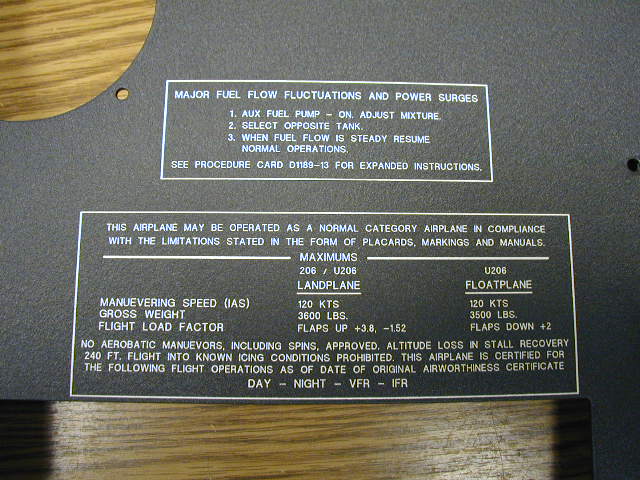 MAJOR FUEL FLOW FLUCTUATIONS AND POWER SURGES
1. AUX FUEL PUMP - ON. ADJUST MIXTURE.
2. SELECT OPPOSITE TANK.
3. WHEN FUEL FLOW IS STEADY RESUME
NORMAL OPERATIONS.
SEE PROCEDURE CARD D1189-13 FOR EXPANDED INSTRUCTIONS.
THIS AIRPLANE MAY BE OPERATED AS A NORMAL CATEGORY AIRPLANE IN COMPLIANCE
WITH THE LIMITATIONS STATED IN THE FORM OF PLACARDS, MARKINGS AND MANUALS.
MAXIMUMS
206 / U206 U206
LANDPLANE FLOATPLANE
MANUEVERING SPEED (IAS) 120 KTS 120 KTS
GROSS WEIGHT 3600 LBS. 3500 LBS.
FLIGHT LOAD FACTOR FLAPS UP +3.8, -1.52 FLAPS DOWN +2
NO AEROBATIC MANUEVORS, INCLUDING SPINS, APPROVED. ALTITUDE LOSS IN STALL RECOVERY
240 FT. FLIGHT INTO KNOWN ICING CONDITIONS PROHIBITED. THIS AIRPLANE IS CERTIFIED FOR
THE FOLLOWING FLIGHT OPERATIONS AS OF DATE OF ORIGINAL AIRWORTHINESS CERTIFICATE
DAY - NIGHT - VFR - IFR